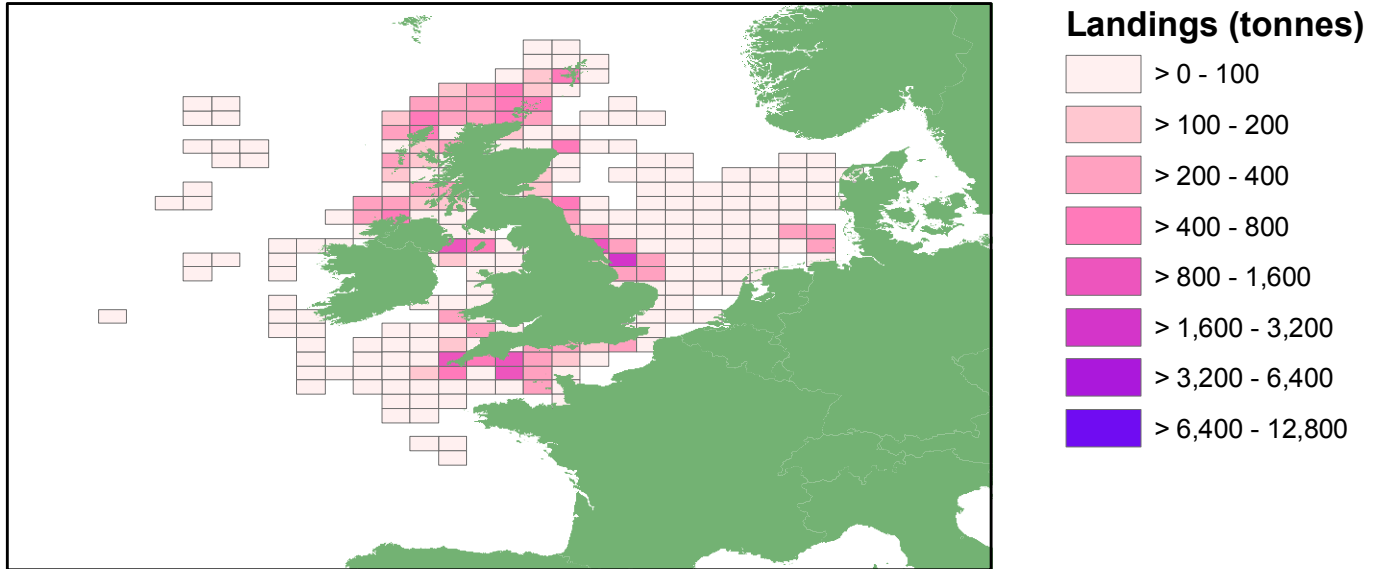 Landings (tonnes)
> 0 - 100
> 100 - 200
> 200 - 400
> 400 - 800
> 800 - 1,600
> 1,600 - 3,200
> 3,200 - 6,400
> 6,400 - 12,800